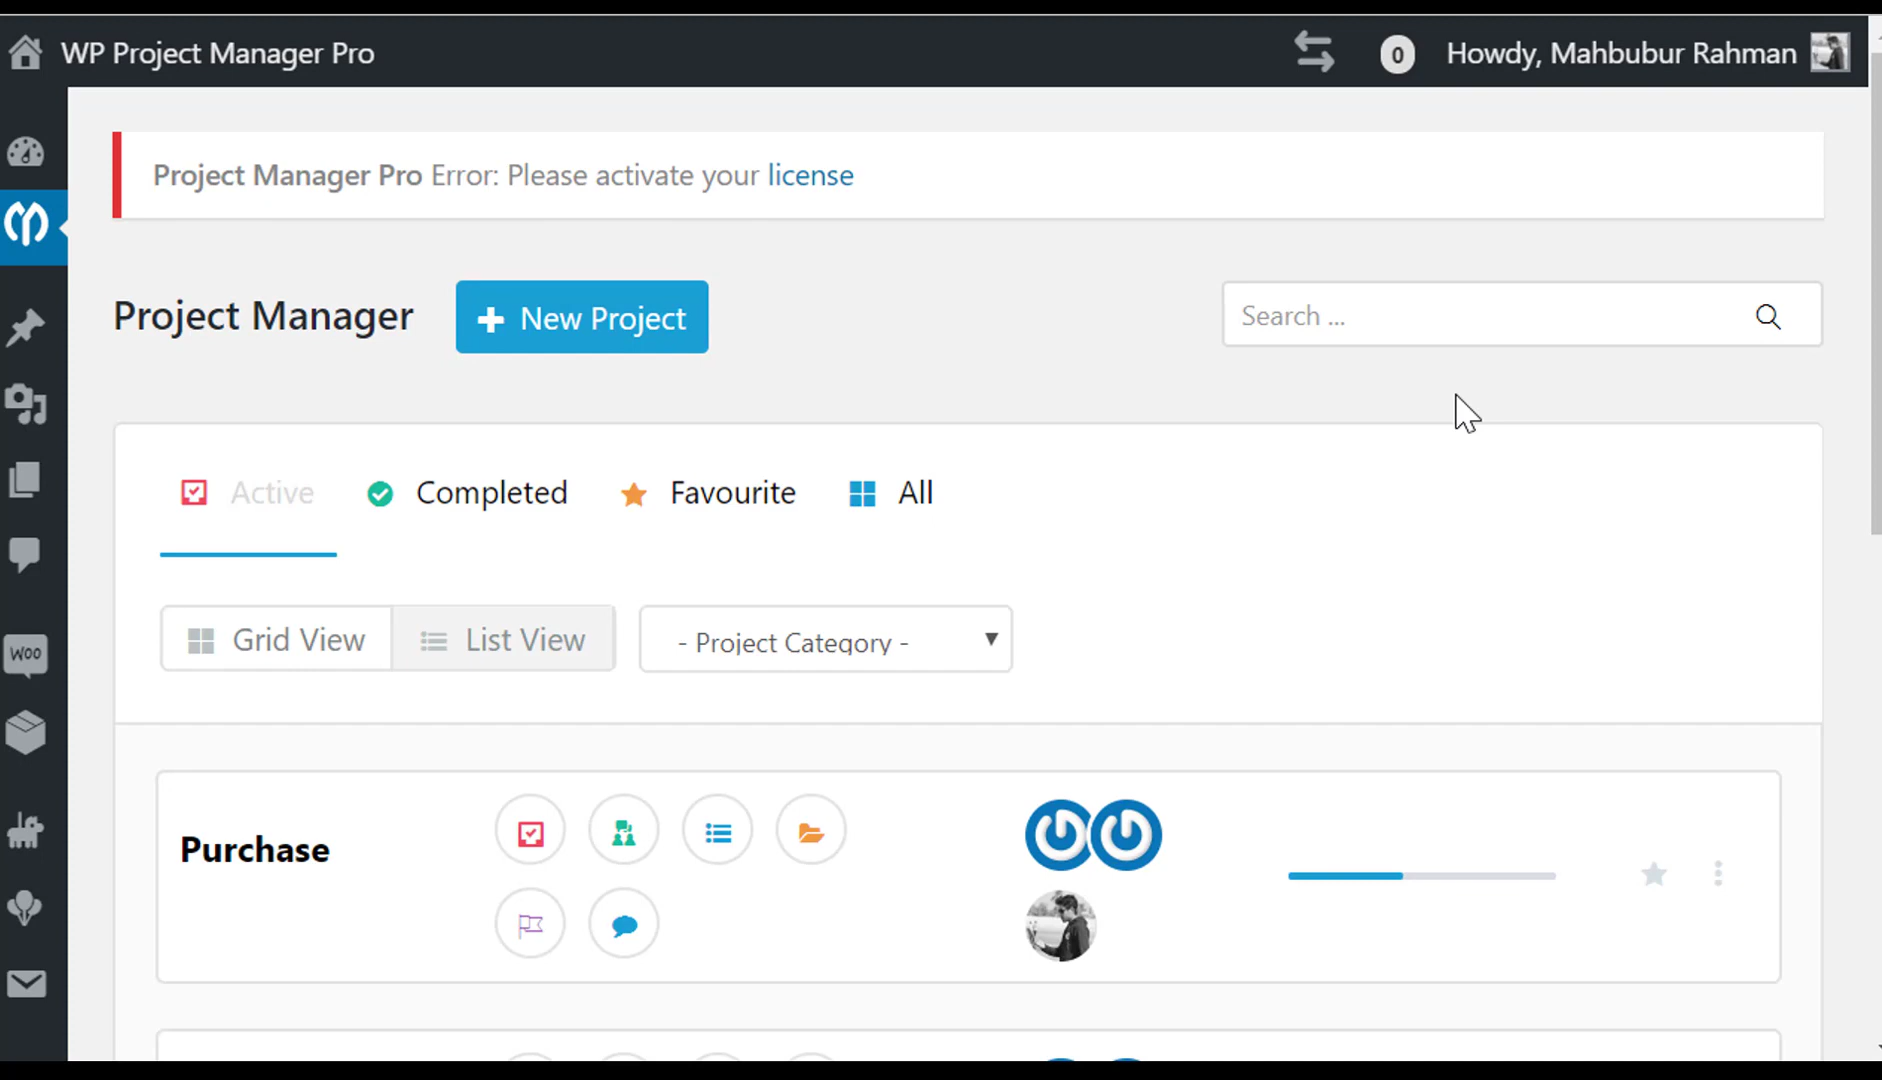 WP Project Manager Pro
0
Howdy, Mahbubur Rahman
Project Manager Pro Error: Please activate your license
Project Manager
New Project
Search ...
Active
Completed
Favourite
All
Grid View
List View
- Project Category -
Woo
Purchase